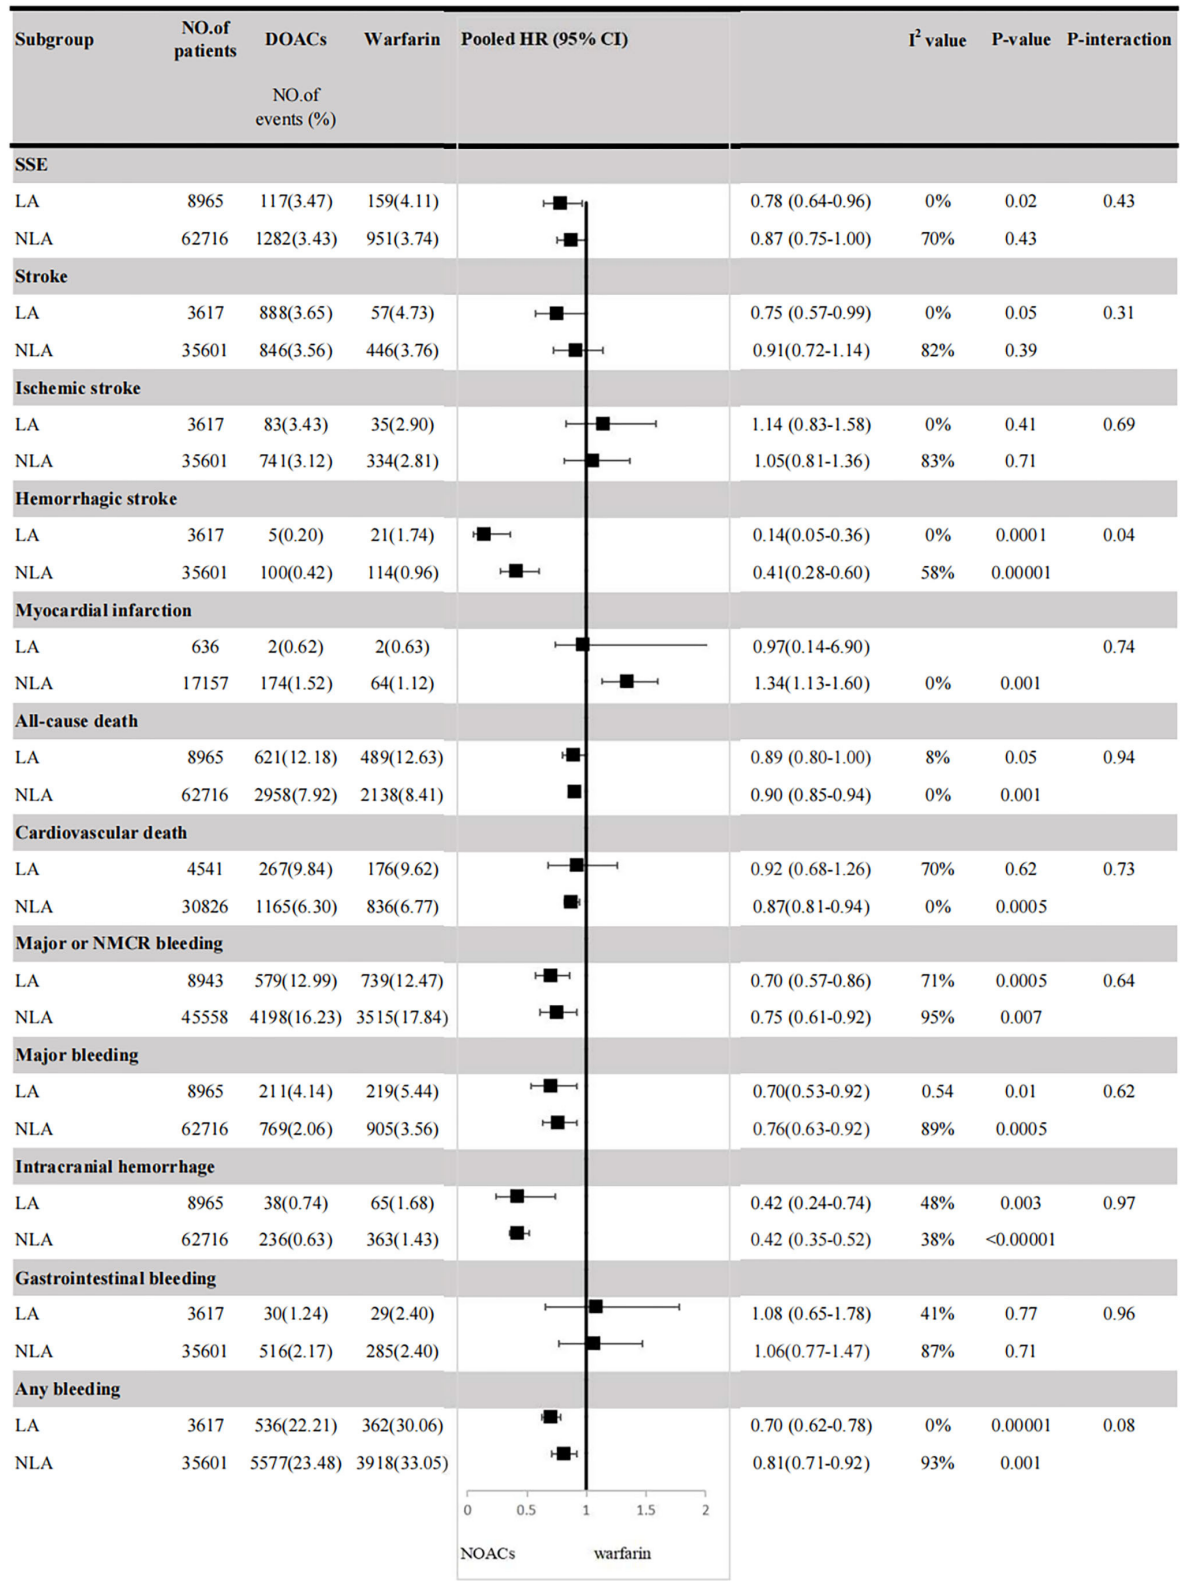 Subgroup NO.of patients DOACs Warfarin Pooled HR (95% CI) I² value P-value P-interaction
NO.of
events (%)
SSE
LA 8965 117(3.47) 159(4.11) 0.78 (0.64-0.96) 0% 0.02 0.43
NLA 62716 1282(3.43) 951(3.74) 0.87 (0.75-1.00) 70% 0.43
Stroke
LA 3617 888(3.65) 57(4.73) 0.75 (0.57-0.99) 0% 0.05 0.31
NLA 35601 846(3.56) 446(3.76) 0.91(0.72-1.14) 82% 0.39
Ischemic stroke
LA 3617 83(3.43) 35(2.90) 1.14 (0.83-1.58) 0% 0.41 0.69
NLA 35601 741(3.12) 334(2.81) 1.05(0.81-1.36) 83% 0.71
Hemorrhagic stroke
LA 3617 5(0.20) 21(1.74) 0.14(0.05-0.36) 0% 0.0001 0.04
NLA 35601 100(0.42) 114(0.96) 0.41(0.28-0.60) 58% 0.00001
Myocardial infarction
LA 636 2(0.62) 2(0.63) 0.97(0.14-6.90) 0.74
NLA 17157 174(1.52) 64(1.12) 1.34(1.13-1.60) 0% 0.001
All-cause death
LA 8965 621(12.18) 489(12.63) 0.89 (0.80-1.00) 8% 0.05 0.94
NLA 62716 2958(7.92) 2138(8.41) 0.90 (0.85-0.94) 0% 0.001
Cardiovascular death
LA 4541 267(9.84) 176(9.62) 0.92 (0.68-1.26) 70% 0.62 0.73
NLA 30826 1165(6.30) 836(6.77) 0.87(0.81-0.94) 0% 0.0005
Major or NMCR bleeding
LA 8943 579(12.99) 739(12.47) 0.70 (0.57-0.86) 71% 0.0005 0.64
NLA 45558 4198(16.23) 3515(17.84) 0.75 (0.61-0.92) 95% 0.007
Major bleeding
LA 8965 211(4.14) 219(5.44) 0.70(0.53-0.92) 0.54 0.01 0.62
NLA 62716 769(2.06) 905(3.56) 0.76(0.63-0.92) 89% 0.0005
Intracranial hemorrhage
LA 8965 38(0.74) 65(1.68) 0.42 (0.24-0.74) 48% 0.003 0.97
NLA 62716 236(0.63) 363(1.43) 0.42 (0.35-0.52) 38% <0.00001
Gastrointestinal bleeding
LA 3617 30(1.24) 29(2.40) 1.08 (0.65-1.78) 41% 0.77 0.96
NLA 35601 516(2.17) 285(2.40) 1.06(0.77-1.47) 87% 0.71
Any bleeding
LA 3617 536(22.21) 362(30.06) 0.70 (0.62-0.78) 0% 0.00001 0.08
NLA 35601 5577(23.48) 3918(33.05) 0.81(0.71-0.92) 93% 0.001
0 0.5 1 1.5 2
NOACs warfarin